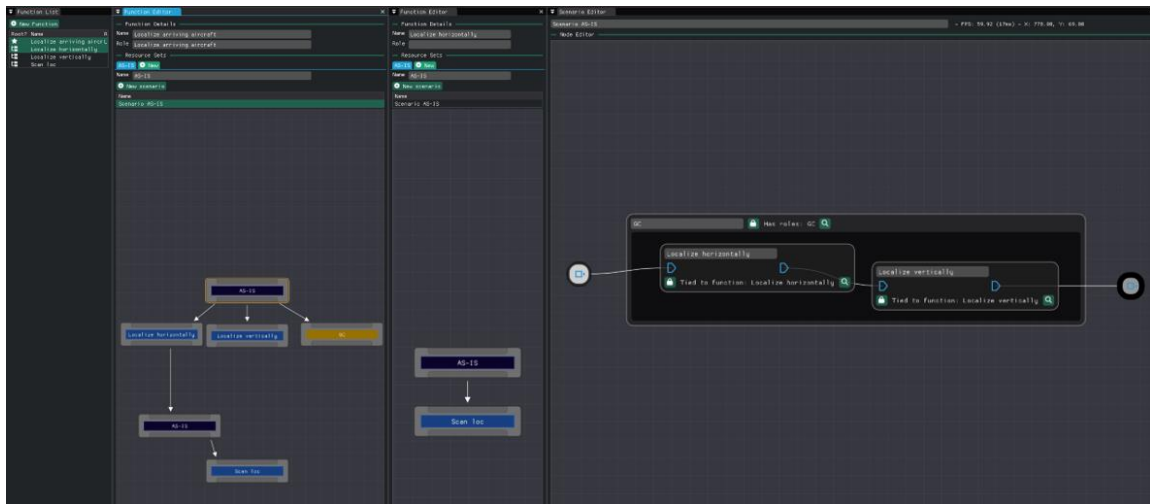 Function List
New Function
Root? Name
Localize arriving aircr
Localize horizontally
Localize vertically
Scan loc
Function Editor
Function Details
Name Localize arriving aircraft
Role Localize arriving aircraft
Resource Sets
AS-IS New
Name AS-IS
New scenario
Name
Scenario AS-IS
AS-IS
Localize horizontally
Localize vertically
AS-IS
Scan loc
Function Editor
Function Details
Name Localize horizontally
Role
Resource Sets
AS-IS New
Name AS-IS
New scenario
Name
Scenario AS-IS
AS-IS
Scan loc
Scenario Editor
Scenario AS-IS
Node Editor
Has roles:
Localize horizontally
Tied to function: Localize horizontally
Localize vertically
Tied to function: Localize vertically